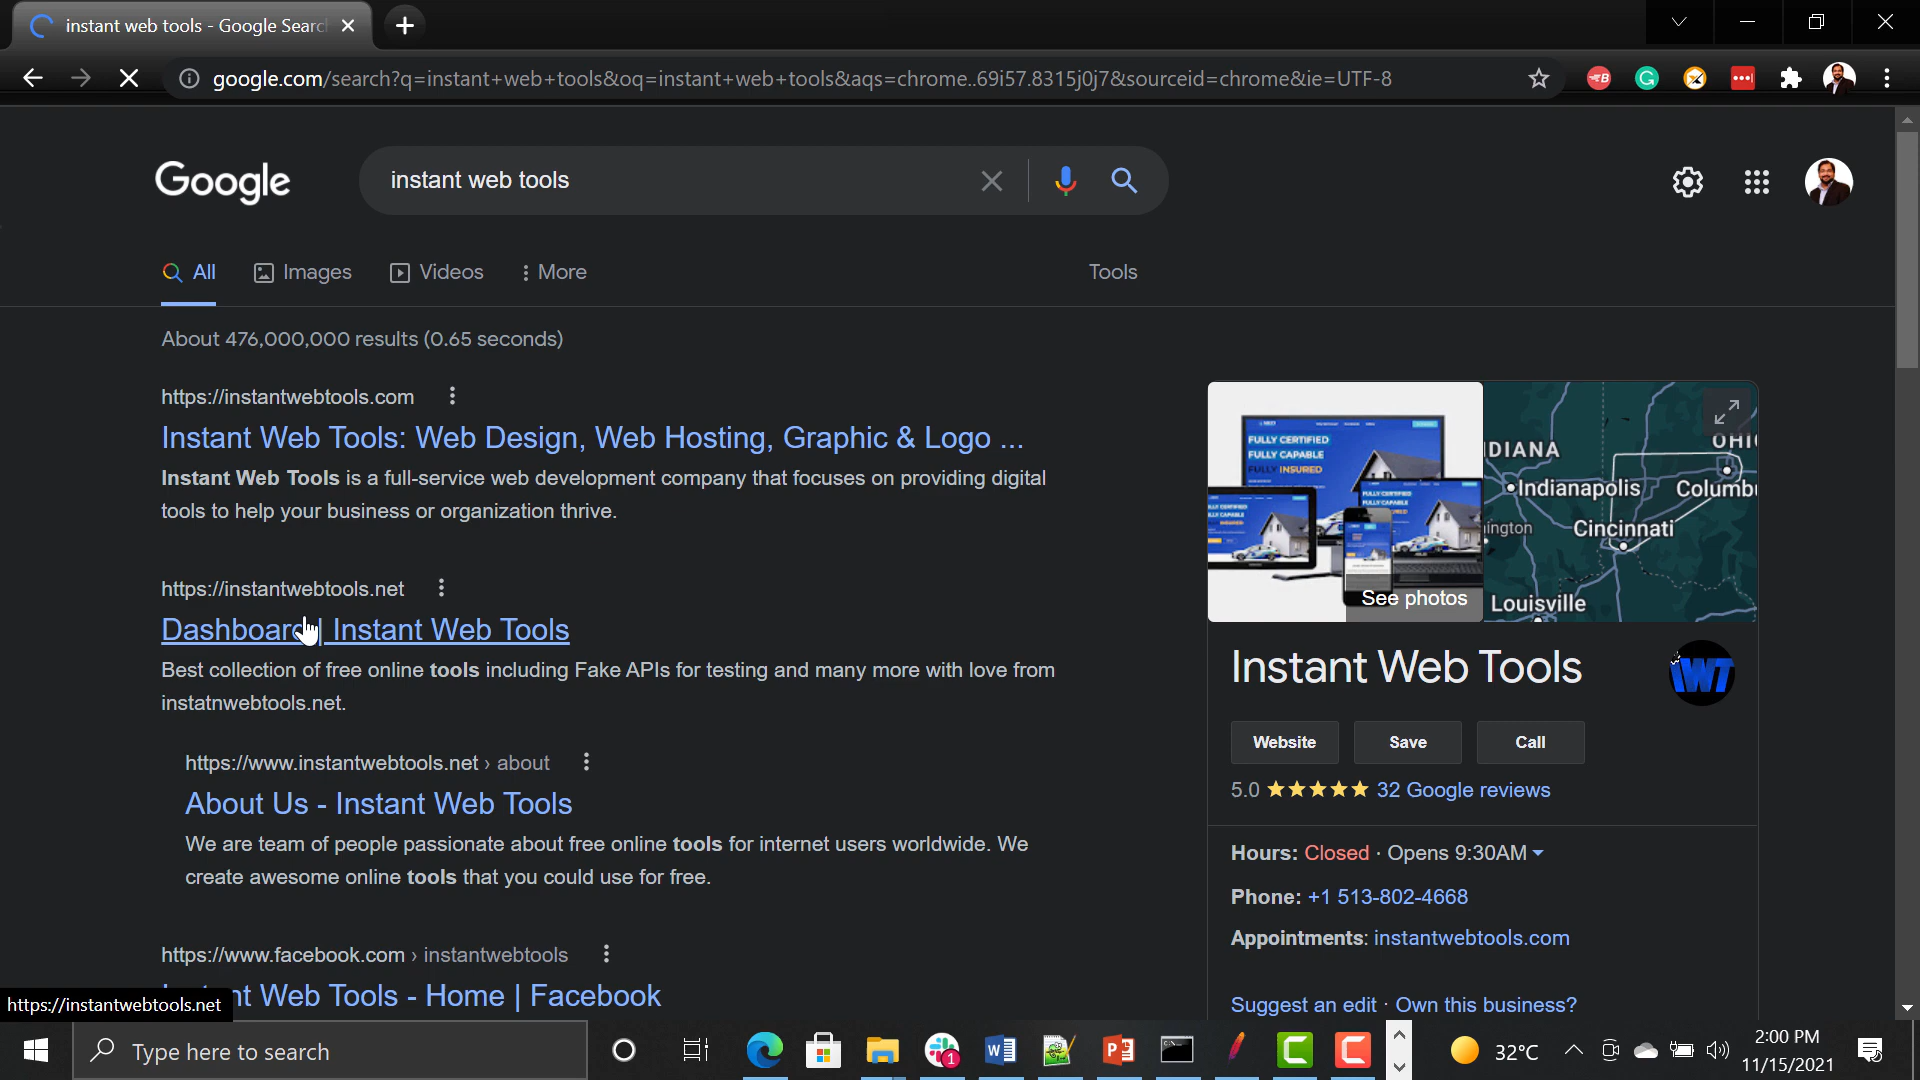 instant web tools - Google Searc
google.com/search?q=instant+web+tools&oq=instant+web+tools&aqs=chrome..69i57.8315j0j7&sourceid=chrome&ie=UTF-8
Google
instant web tools
All
Images
Videos
More
Tools
About 476,000,000 results (0.65 seconds)
https://instantwebtools.com
Instant Web Tools: Web Design, Web Hosting, Graphic & Logo ...
Instant Web Tools is a full-service web development company that focuses on providing digital
tools to help your business or organization thrive.
https://instantwebtools.net
Dashboard | Instant Web Tools
Best collection of free online tools including Fake APIs for testing and many more with love from
instatnwebtools.net.
https://www.instantwebtools.net › about
About Us - Instant Web Tools
We are team of people passionate about free online tools for internet users worldwide. We
create awesome online tools that you could use for free.
https://www.facebook.com › instantwebtools
nt Web Tools - Home | Facebook
https://instantwebtools.net
FULLY CERTIFIED
FULLY CAPABLE
FULLY INSURED
See photos
DIANA
OHI
Indianapolis
Columb
ington
Cincinnati
Louisville
Instant Web Tools
IWT
Website
Save
Call
5.0 ★★★★★ 32 Google reviews
Hours: Closed · Opens 9:30AM
Phone: +1 513-802-4668
Appointments: instantwebtools.com
Suggest an edit · Own this business?
Type here to search
1
32°C
2:00 PM
11/15/2021